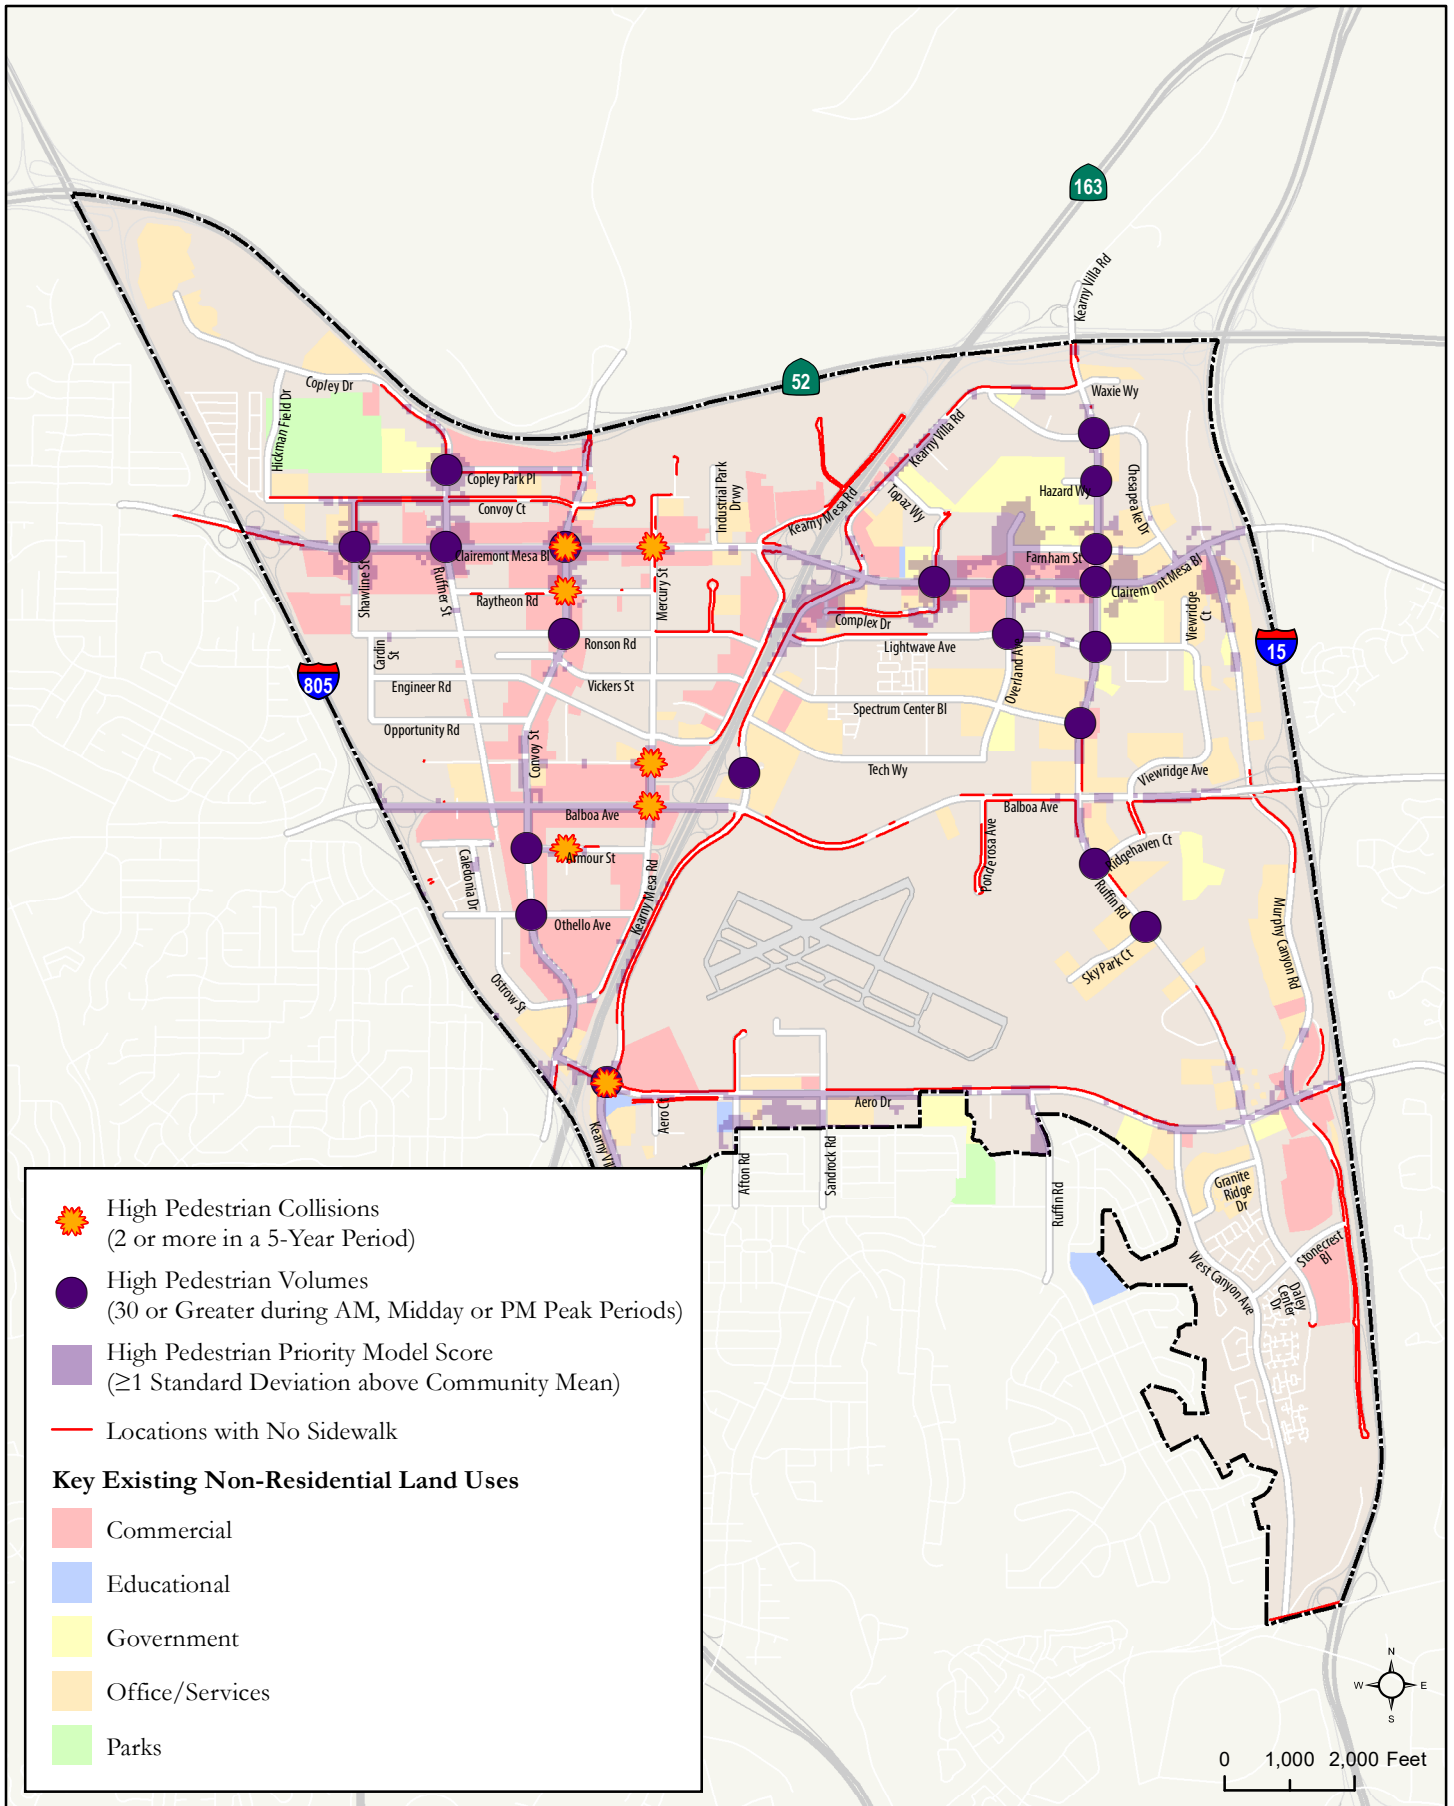 163
Kearny Villa Rd
52
Waxie Wy
Copley Dr
Hickman Field Dr
Kearny Villa Rd
Copley Park Pl
Industrial Park
Drwy
Topaz Wy
Hazard Wy
Chesapeake Dr
Convoy Ct
Kearny Mesa Rd
Clairemont Mesa Bl
Farnham St
Clairemont Mesa Bl
Shawline St
Ruffner St
Raytheon Rd
Mercury St
Complex Dr
Viewridge
Ct
Cardin
St
Ronson Rd
Lightwave Ave
15
805
Engineer Rd
Vickers St
Overland Ave
Spectrum Center Bl
Opportunity Rd
Convoy St
Tech Wy
Viewridge Ave
Balboa Ave
Balboa Ave
Armour St
Ponderosa Ave
Ridgehaven Ct
Caledonia Dr
Kearny Mesa Rd
Ruffin Rd
Othello Ave
Murphy Canyon Rd
Sky Park Ct
Ostrow St
Aero Ct
Aero Dr
Kearny Vil
Afton Rd
Sandrock Rd
Ruffin Rd
Granite
Ridge
Dr
Stonecrest
Bl
West Canyon Ave
Daley
Center
Dr
High Pedestrian Collisions
(2 or more in a 5-Year Period)
High Pedestrian Volumes
(30 or Greater during AM, Midday or PM Peak Periods)
High Pedestrian Priority Model Score
(≥1 Standard Deviation above Community Mean)
Locations with No Sidewalk
Key Existing Non-Residential Land Uses
Commercial
Educational
Government
Office/Services
Parks
N
W E
S
0 1,000 2,000 Feet